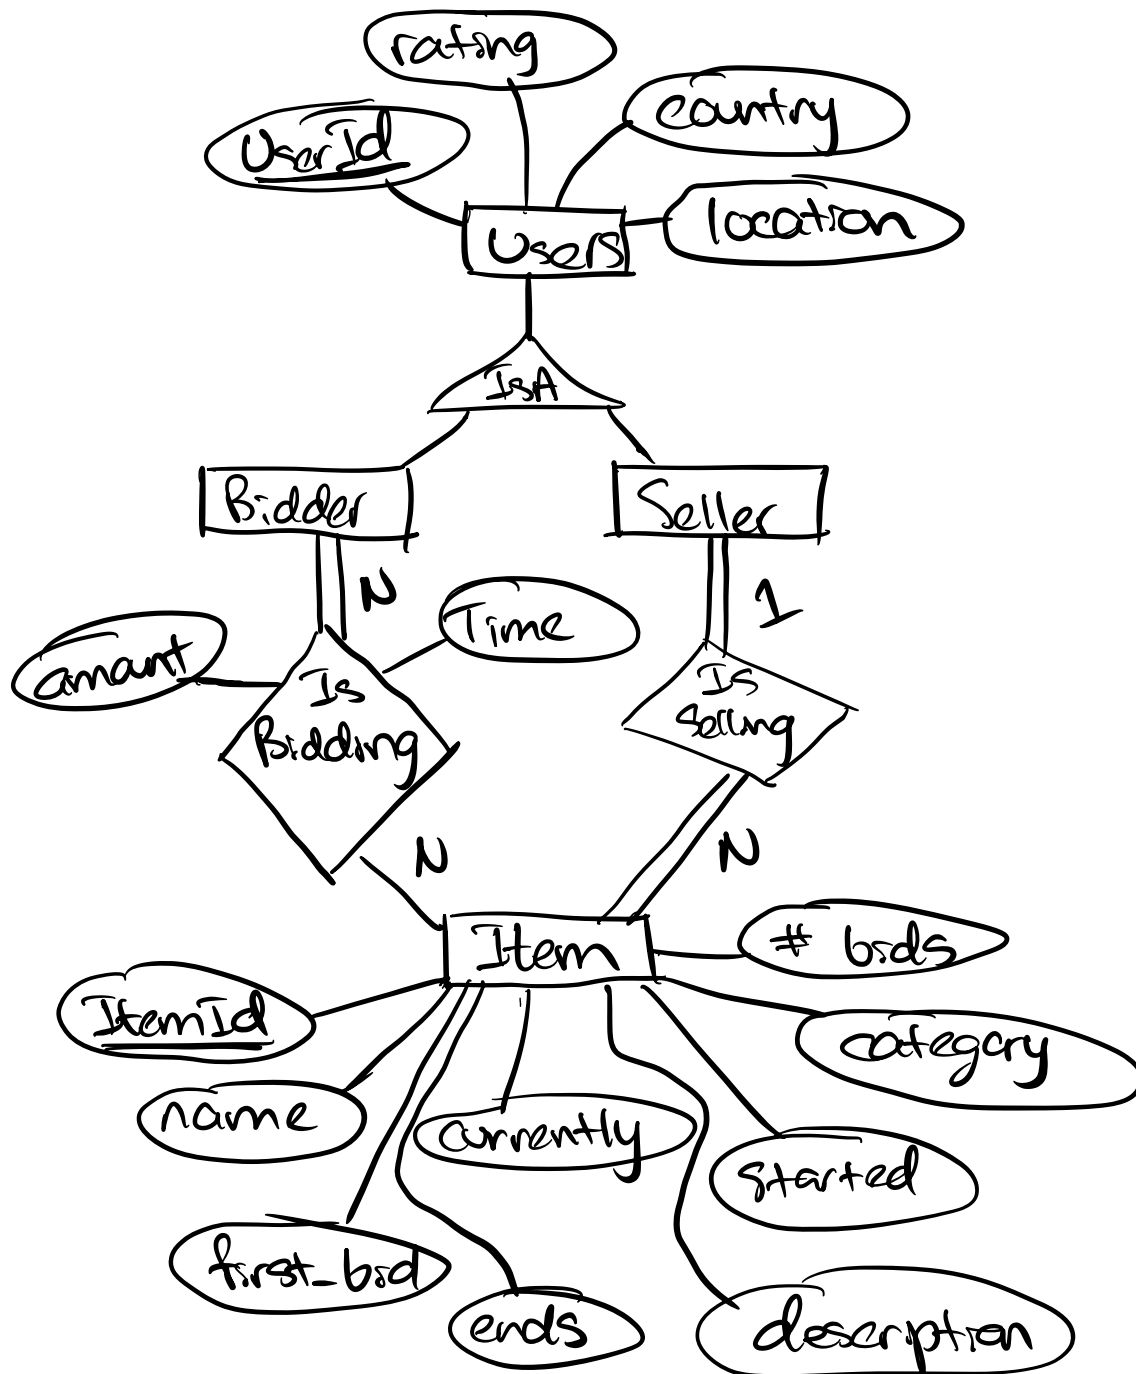 rating
country
UserId
location
Users
IsA
Bidder
Seller
N
Time
1
amount
Is
Bidding
Is
Selling
N
N
Item
# bids
ItemId
category
name
currently
started
first_bid
ends
description